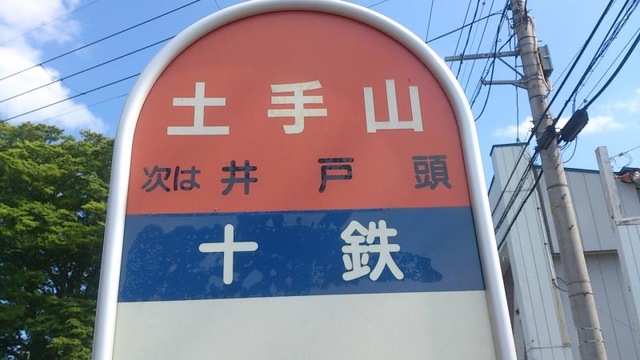 土手山
次は 井戸頭
十鉄